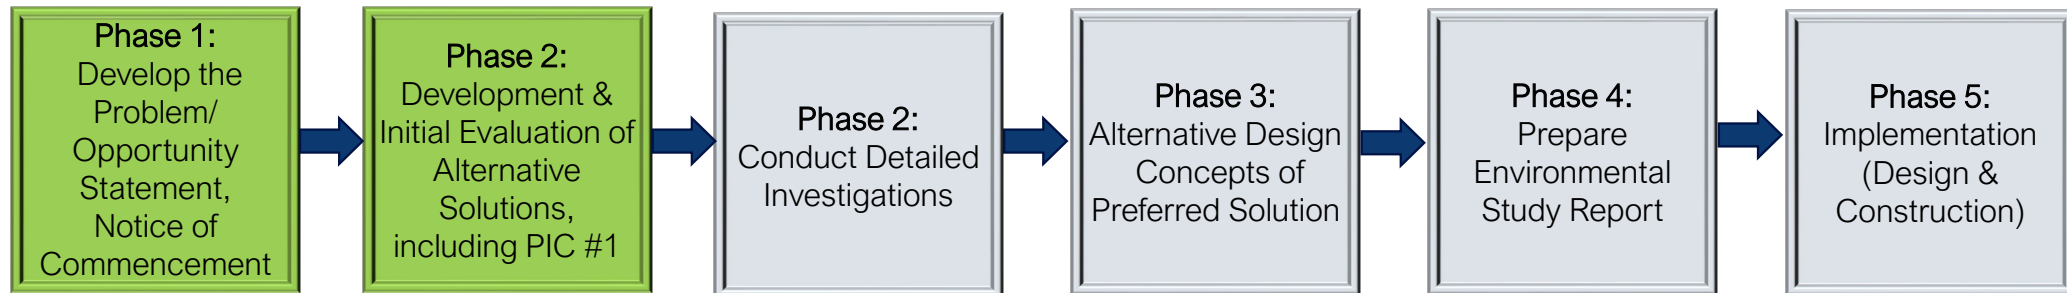 Phase 1:
Develop the
Problem/
Opportunity
Statement,
Notice of
Commencement
Phase 2:
Development &
Initial Evaluation of
Alternative
Solutions,
including PIC #1
Phase 2:
Conduct Detailed
Investigations
Phase 3:
Alternative Design
Concepts of
Preferred Solution
Phase 4:
Prepare
Environmental
Study Report
Phase 5:
Implementation
(Design &
Construction)